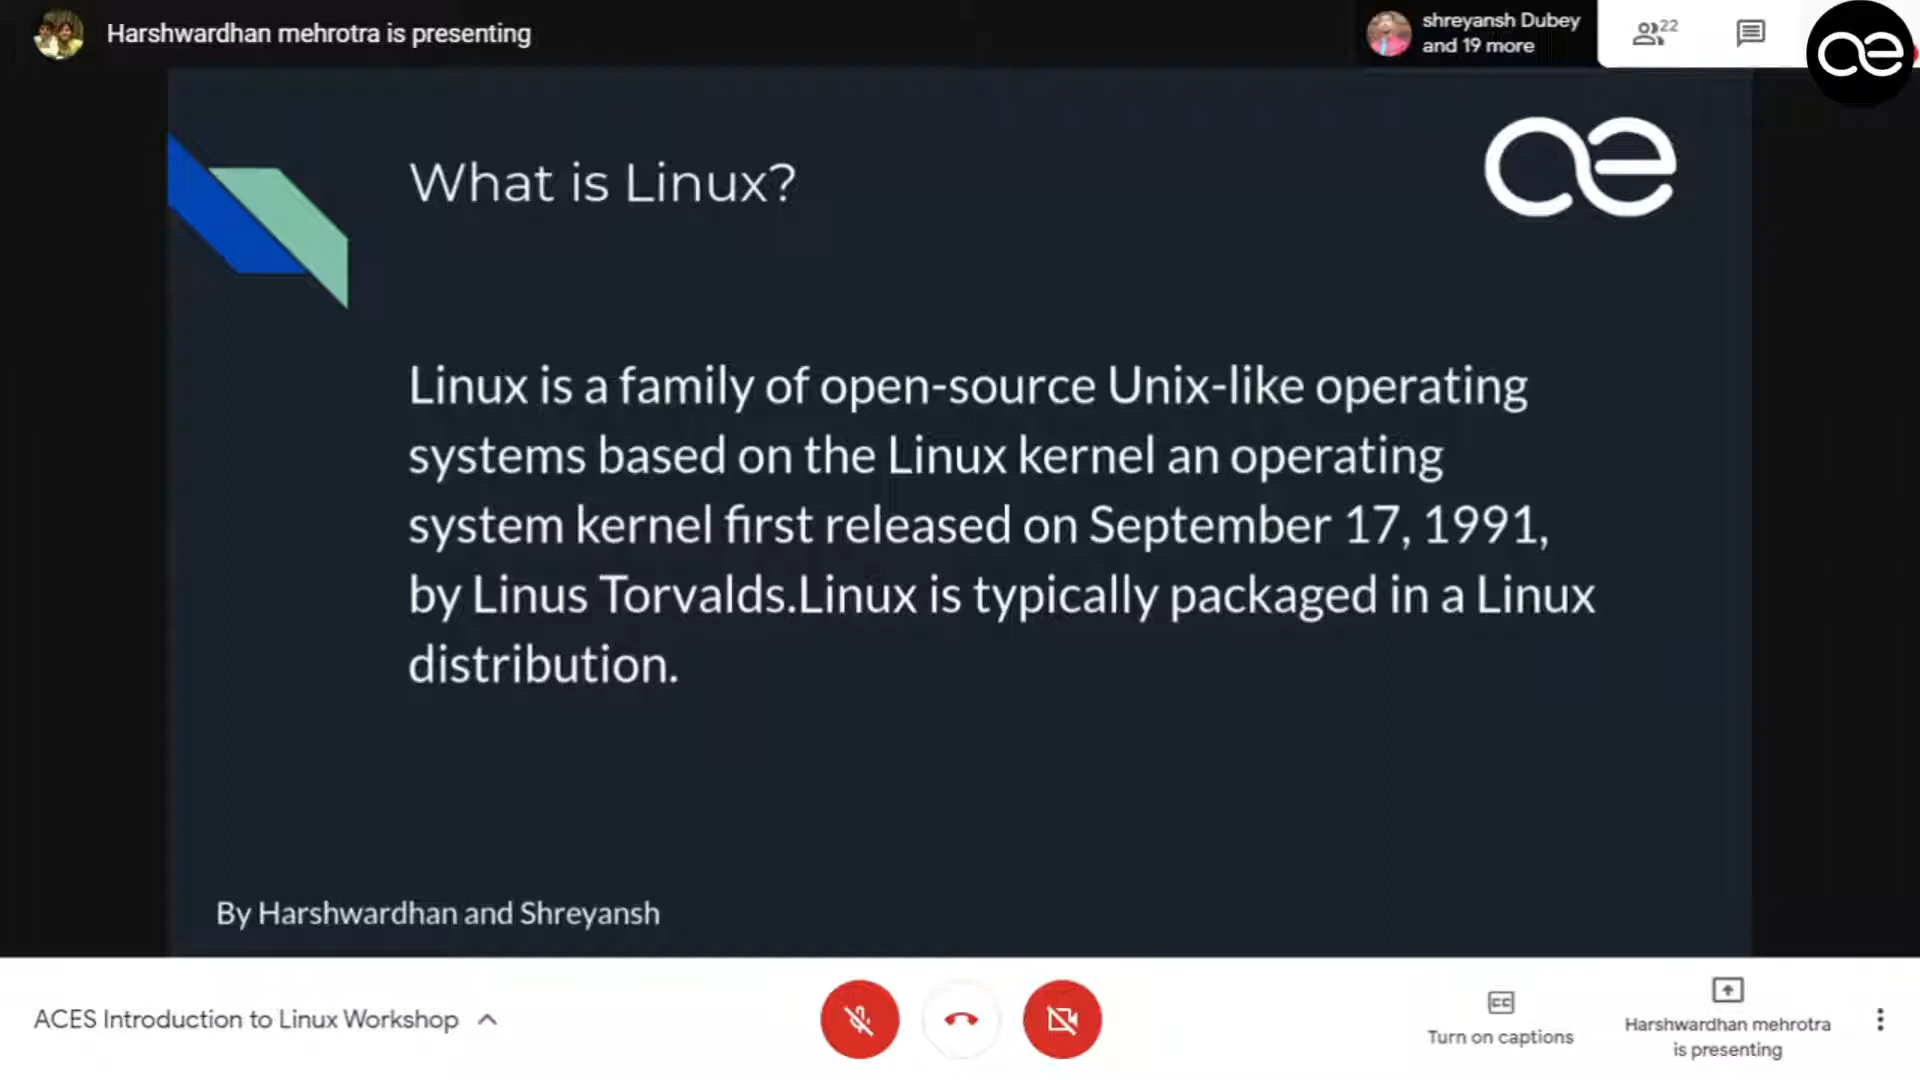 Harshwardhan mehrotra is presenting
shreyansh Dubey
and 19 more
22
What is Linux?
Linux is a family of open-source Unix-like operating
systems based on the Linux kernel an operating
system kernel first released on September 17, 1991,
by Linus Torvalds.Linux is typically packaged in a Linux
distribution.
By Harshwardhan and Shreyansh
ACES Introduction to Linux Workshop
CC
Turn on captions
Harshwardhan mehrotra
is presenting